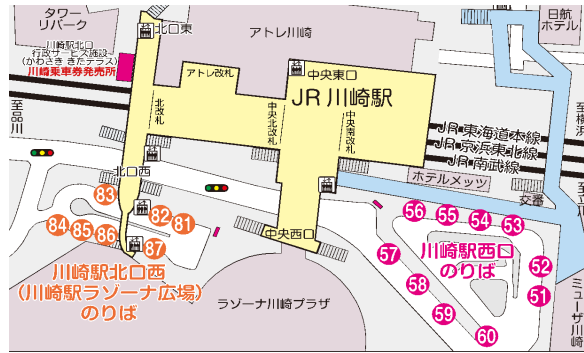 タワー
リバーク
北口東
アトレ川崎
日航
ホテル
川崎駅北口
行政サービス施設
(かわさき きたテラス)
川崎乗車券発売所
アトレ改札
中央東口
JR 川崎駅
至品川
北改札
中央北改札
中央南改札
至横浜
JR 東海道本線
JR 京浜東北線
JR 南武線
北口西
ホテルメッツ
交番
至立川
83
82
81
84
85
86
87
56
55
54
53
中央西口
57
川崎駅西口
のりば
52
58
51
川崎駅北口西
(川崎駅ラゾーナ広場)
のりば
ラゾーナ川崎プラザ
59
60
ミューザ川崎